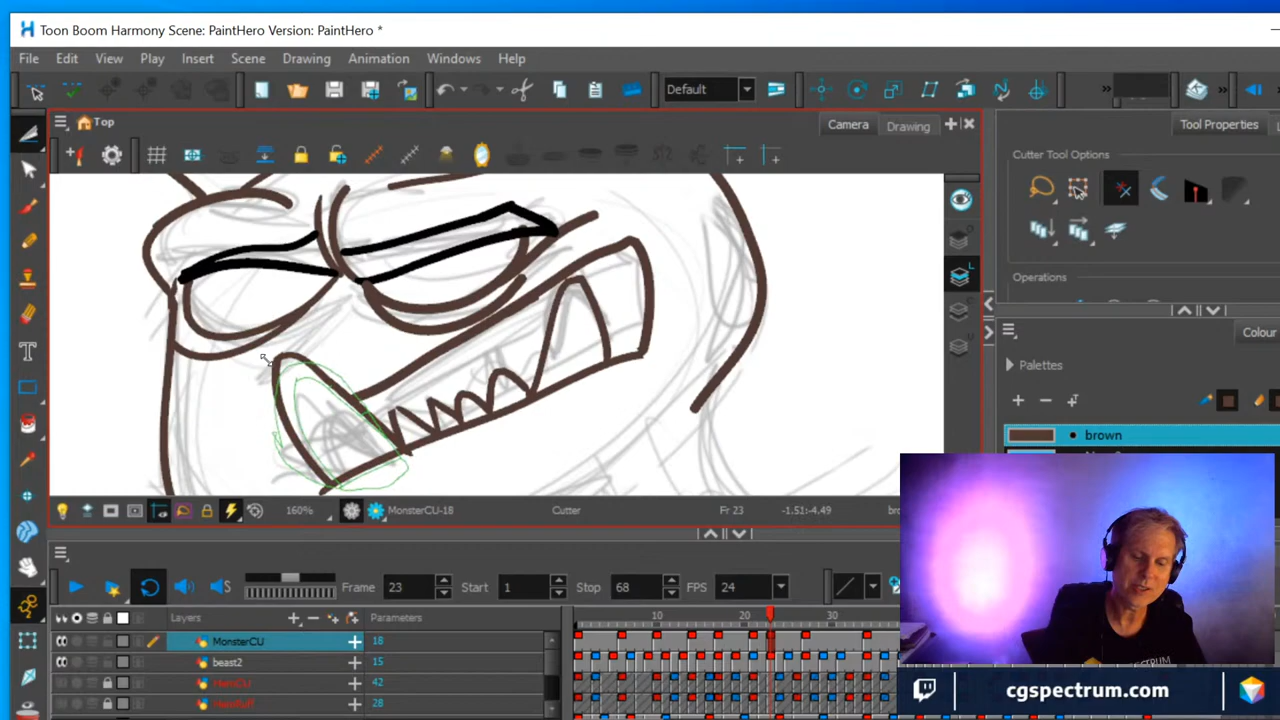 Toon Boom Harmony Scene: PaintHero Version: PaintHero *
File Edit View Play Insert Scene Drawing Animation Windows Help
Default
Top Camera Drawing
Tool Properties
Cutter Tool Options
Operations
Colour
Palettes
brown
160% MonsterCU-18 Cutter Fr 23 -1.51:-4.49
Frame 23 Start 1 Stop 68 FPS 24
Layers Parameters 10 20 30
MonsterCU 18
beast2 15
42
28
cgspectrum.com